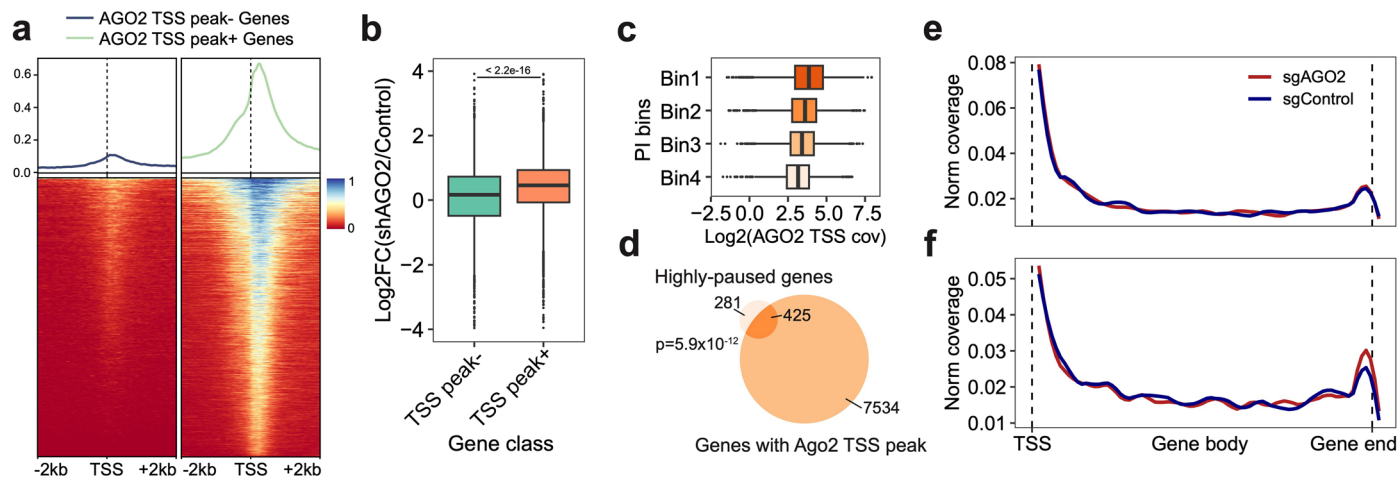 a
AGO2 TSS peak- Genes
AGO2 TSS peak+ Genes
0.6
0.4
0.2
0.0
1
0
-2kb TSS +2kb -2kb TSS +2kb
b
< 2.2e-16
Log2FC(shAGO2/Control)
4
2
0
−2
−4
TSS peak-
TSS peak+
Gene class
c
PI bins
Bin1
Bin2
Bin3
Bin4
−2.5 0.0 2.5 5.0 7.5
Log2(AGO2 TSS cov)
d
Highly-paused genes
281
425
p=5.9x10⁻¹²
7534
Genes with Ago2 TSS peak
e
Norm coverage
0.08
0.06
0.04
0.02
sgAGO2
sgControl
f
Norm coverage
0.05
0.04
0.03
0.02
0.01
TSS Gene body Gene end